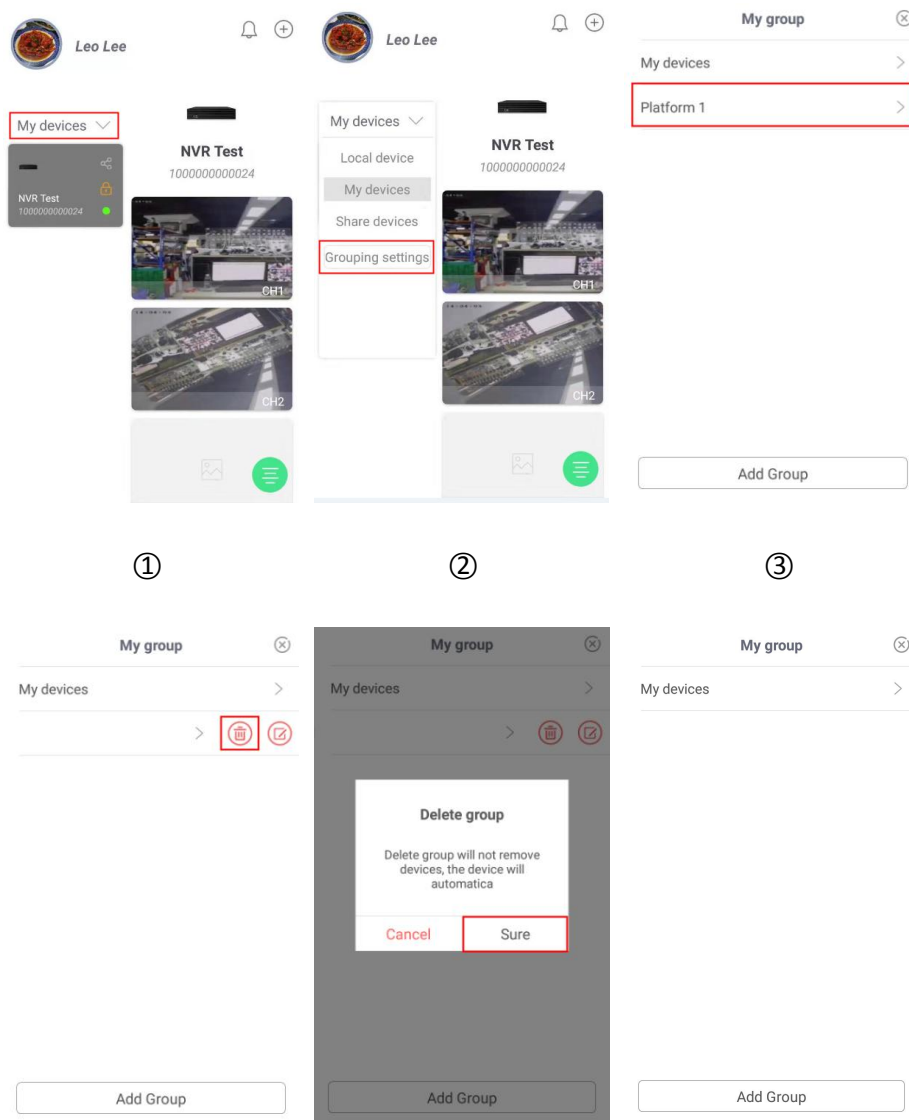 Leo Lee
My devices
NVR Test
1000000000024
NVR Test
1000000000024
CH1
CH2
Leo Lee
My devices
Local device
My devices
Share devices
Grouping settings
NVR Test
1000000000024
CH1
CH2
My group
My devices
Platform 1
Add Group
①
②
③
My group
My devices
Add Group
My group
My devices
Delete group
Delete group will not remove
devices, the device will
automatica
Cancel
Sure
Add Group
My group
My devices
Add Group